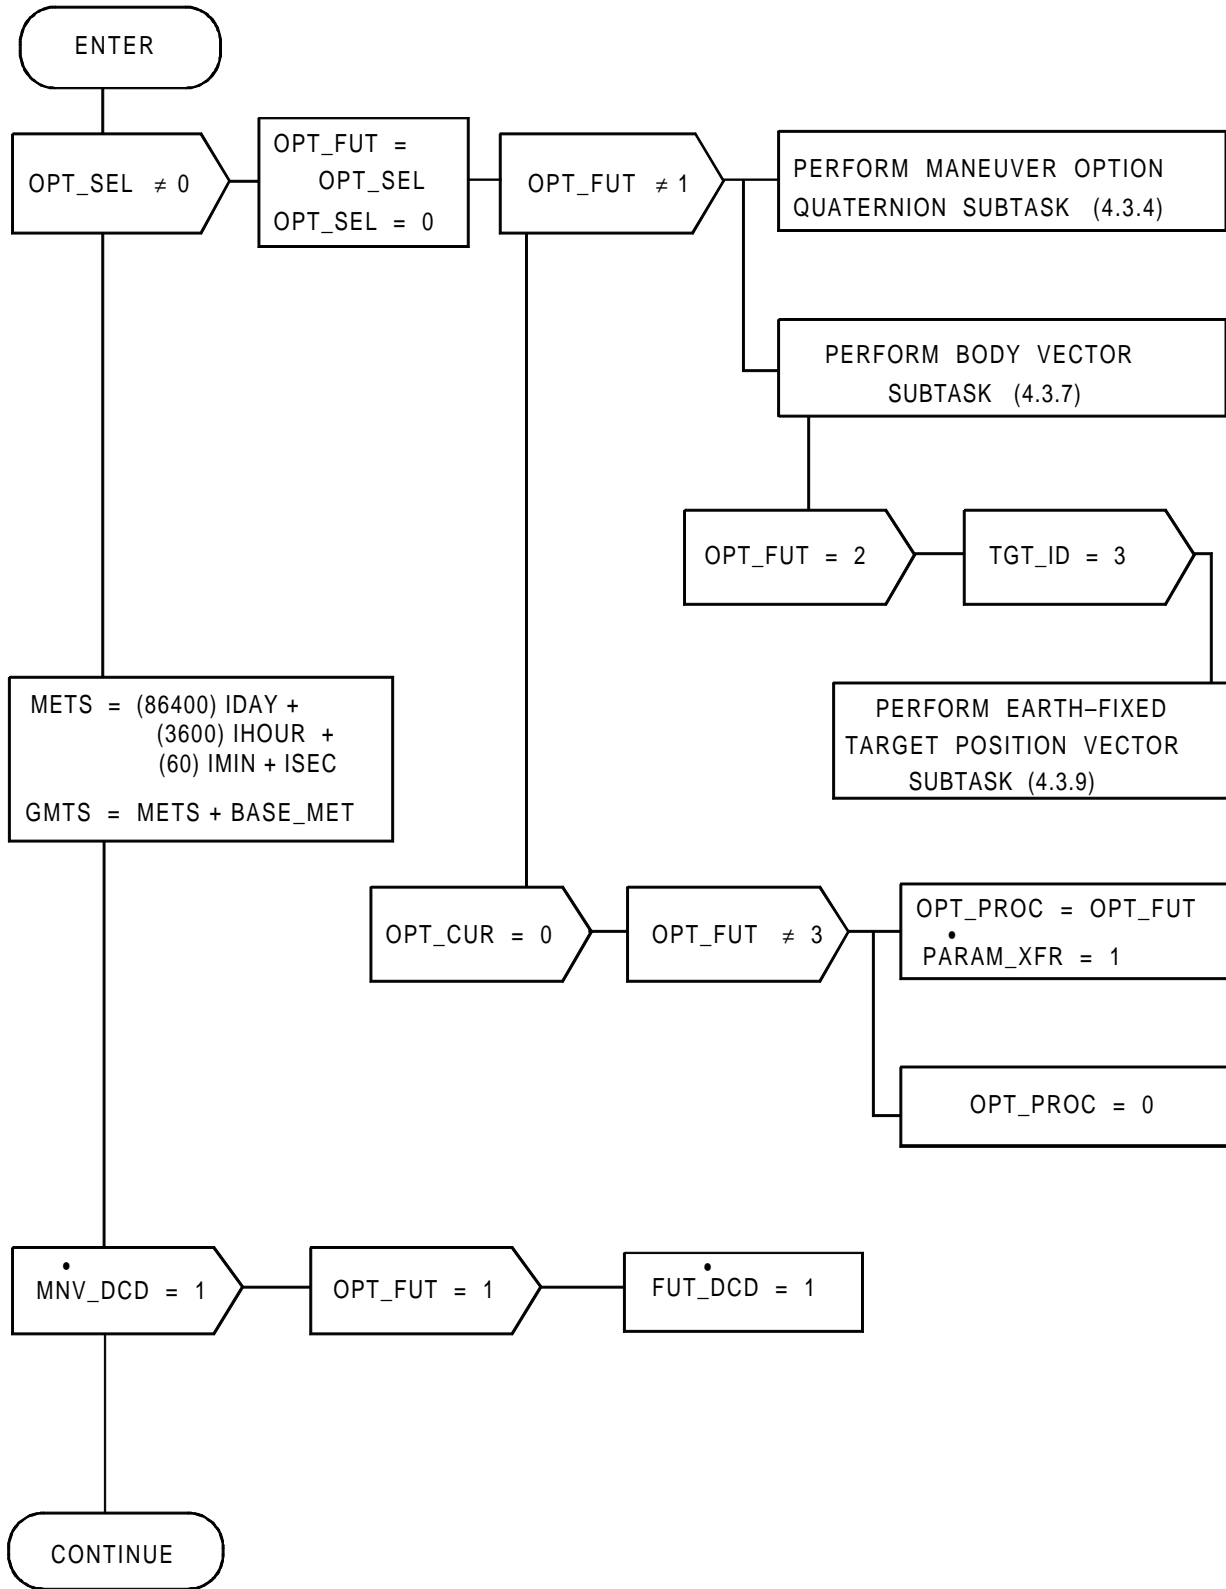 ENTER
OPT_SEL ≠ 0
OPT_FUT =
OPT_SEL
OPT_SEL = 0
OPT_FUT ≠ 1
PERFORM MANEUVER OPTION
QUATERNION SUBTASK (4.3.4)
PERFORM BODY VECTOR
SUBTASK (4.3.7)
OPT_FUT = 2
TGT_ID = 3
METS = (86400) IDAY +
(3600) IHOUR +
(60) IMIN + ISEC
GMTS = METS + BASE_MET
PERFORM EARTH–FIXED
TARGET POSITION VECTOR
SUBTASK (4.3.9)
OPT_CUR = 0
OPT_FUT ≠ 3
OPT_PROC = OPT_FUT
PARAM_XFR = 1
OPT_PROC = 0
MNV_DCD = 1
OPT_FUT = 1
FUT_DCD = 1
CONTINUE